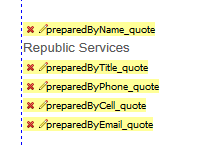 preparedByName_quote
Republic Services
preparedByTitle_quote
preparedByPhone_quote
preparedByCell_quote
preparedByEmail_quote